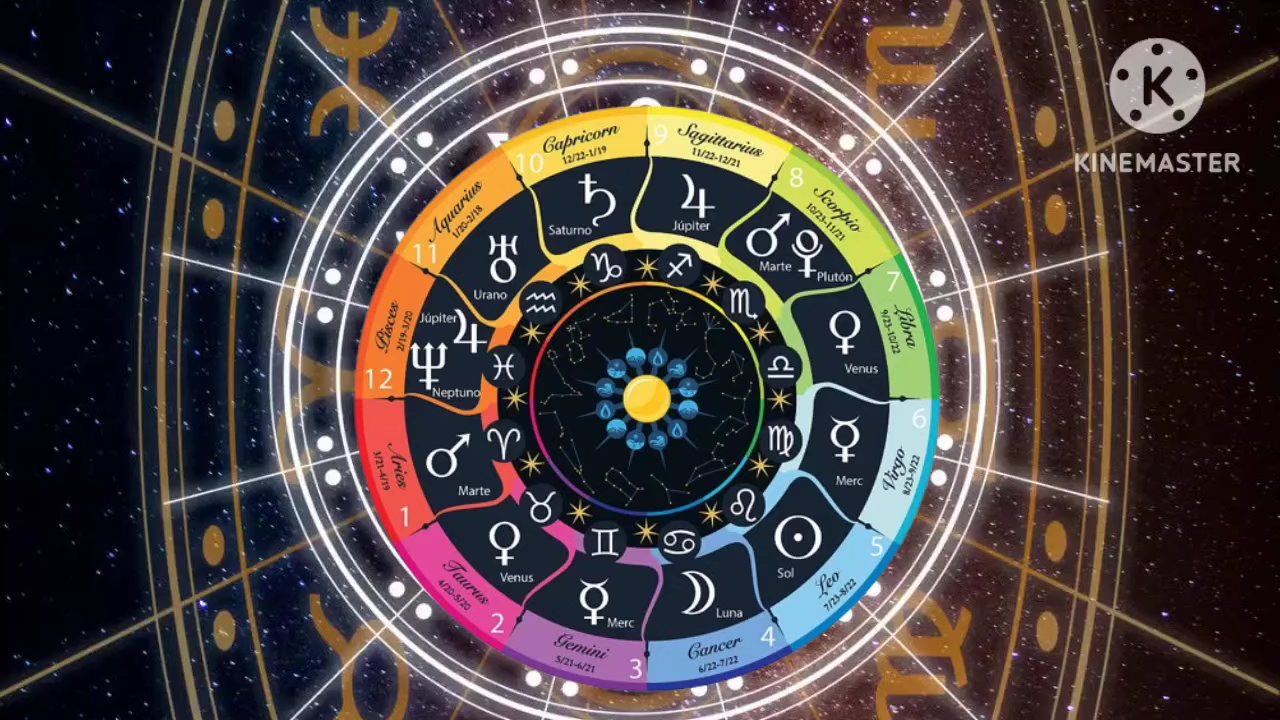 K
KINEMASTER
9
Sagittarius
11/22-12/21
Júpiter
8
Scorpio
10/23-11/21
Marte
Plutón
7
Libra
9/23-10/22
Venus
6
Virgo
8/23-9/22
Merc
5
Leo
7/23-8/22
Sol
4
Cancer
6/22-7/22
Luna
3
Gemini
5/21-6/21
Merc
2
Taurus
4/20-5/20
Venus
1
Aries
3/21-4/19
Marte
12
Pisces
2/19-3/20
Júpiter
Neptuno
11
Aquarius
1/20-2/18
Urano
10
Capricorn
12/22-1/19
Saturno